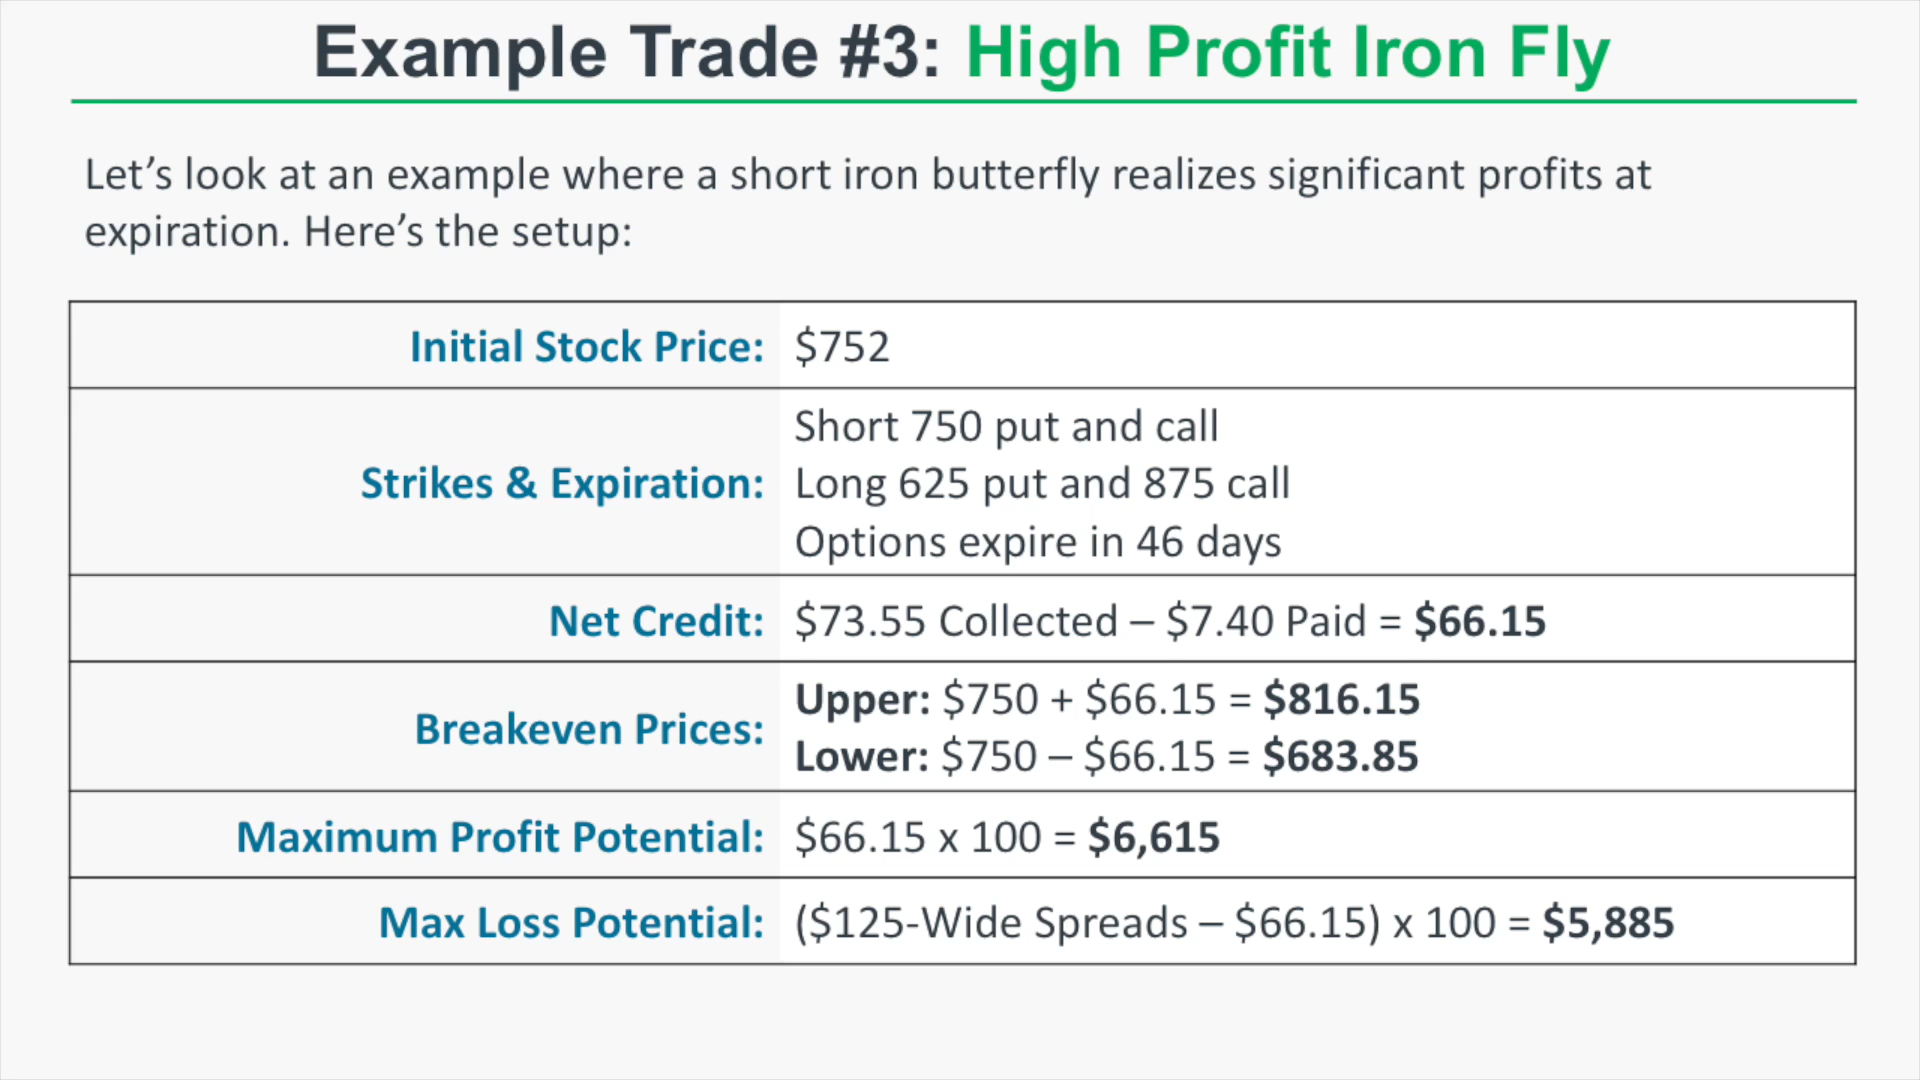 Example Trade #3: High Profit Iron Fly
Let’s look at an example where a short iron butterfly realizes significant profits at
expiration. Here’s the setup:
Initial Stock Price: $752
Strikes & Expiration: Short 750 put and call
Long 625 put and 875 call
Options expire in 46 days
Net Credit: $73.55 Collected – $7.40 Paid = $66.15
Breakeven Prices: Upper: $750 + $66.15 = $816.15
Lower: $750 – $66.15 = $683.85
Maximum Profit Potential: $66.15 x 100 = $6,615
Max Loss Potential: ($125-Wide Spreads – $66.15) x 100 = $5,885